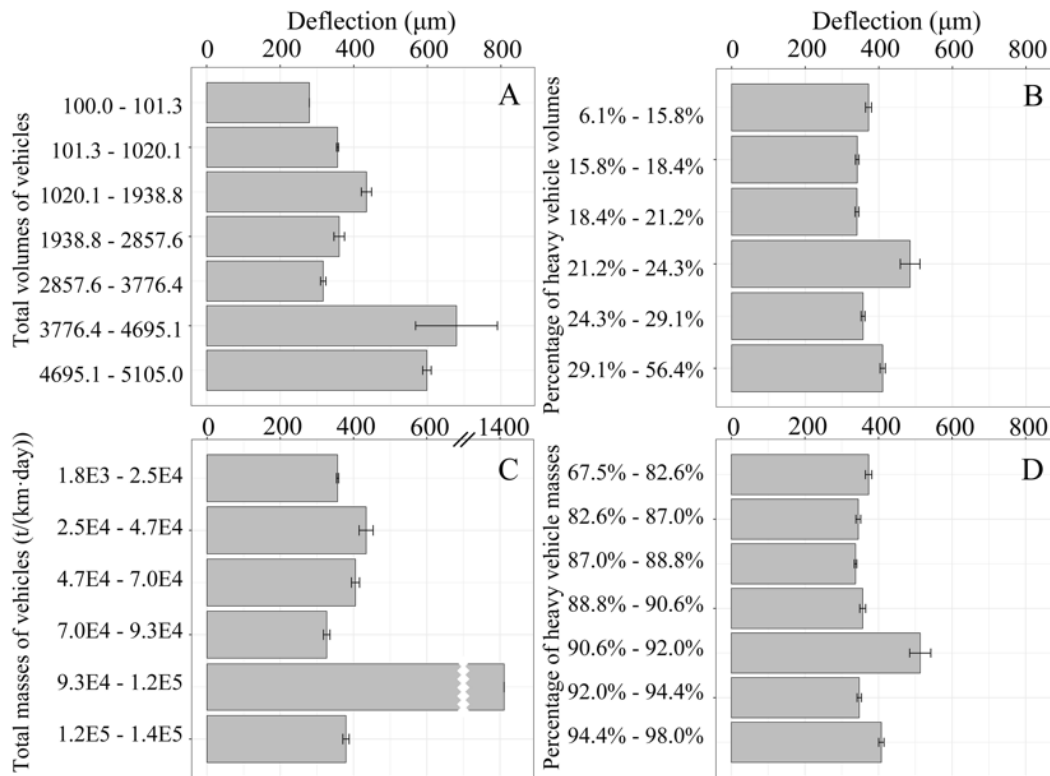 Deflection (μm)
0 200 400 600 800
A
Total volumes of vehicles
100.0 - 101.3
101.3 - 1020.1
1020.1 - 1938.8
1938.8 - 2857.6
2857.6 - 3776.4
3776.4 - 4695.1
4695.1 - 5105.0
Deflection (μm)
0 200 400 600 800
B
Percentage of heavy vehicle volumes
6.1% - 15.8%
15.8% - 18.4%
18.4% - 21.2%
21.2% - 24.3%
24.3% - 29.1%
29.1% - 56.4%
0 200 400 600 // 1400
C
Total masses of vehicles (t/(km·day))
1.8E3 - 2.5E4
2.5E4 - 4.7E4
4.7E4 - 7.0E4
7.0E4 - 9.3E4
9.3E4 - 1.2E5
1.2E5 - 1.4E5
0 200 400 600 800
D
Percentage of heavy vehicle masses
67.5% - 82.6%
82.6% - 87.0%
87.0% - 88.8%
88.8% - 90.6%
90.6% - 92.0%
92.0% - 94.4%
94.4% - 98.0%